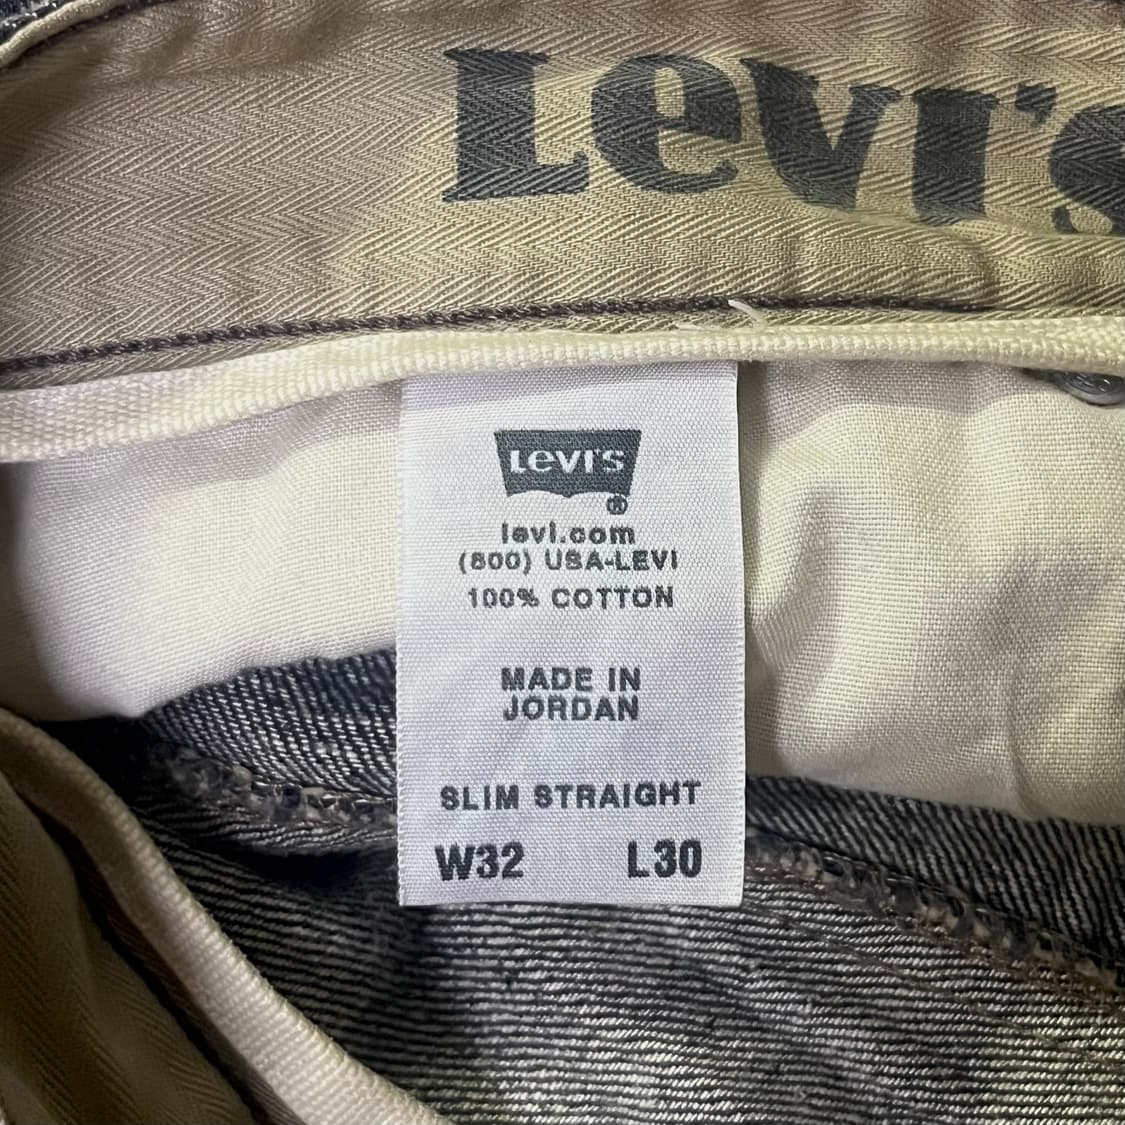 Levi's
Levi's
®
levi.com
(800) USA-LEVI
100% COTTON
MADE IN
JORDAN
SLIM STRAIGHT
W32 L30